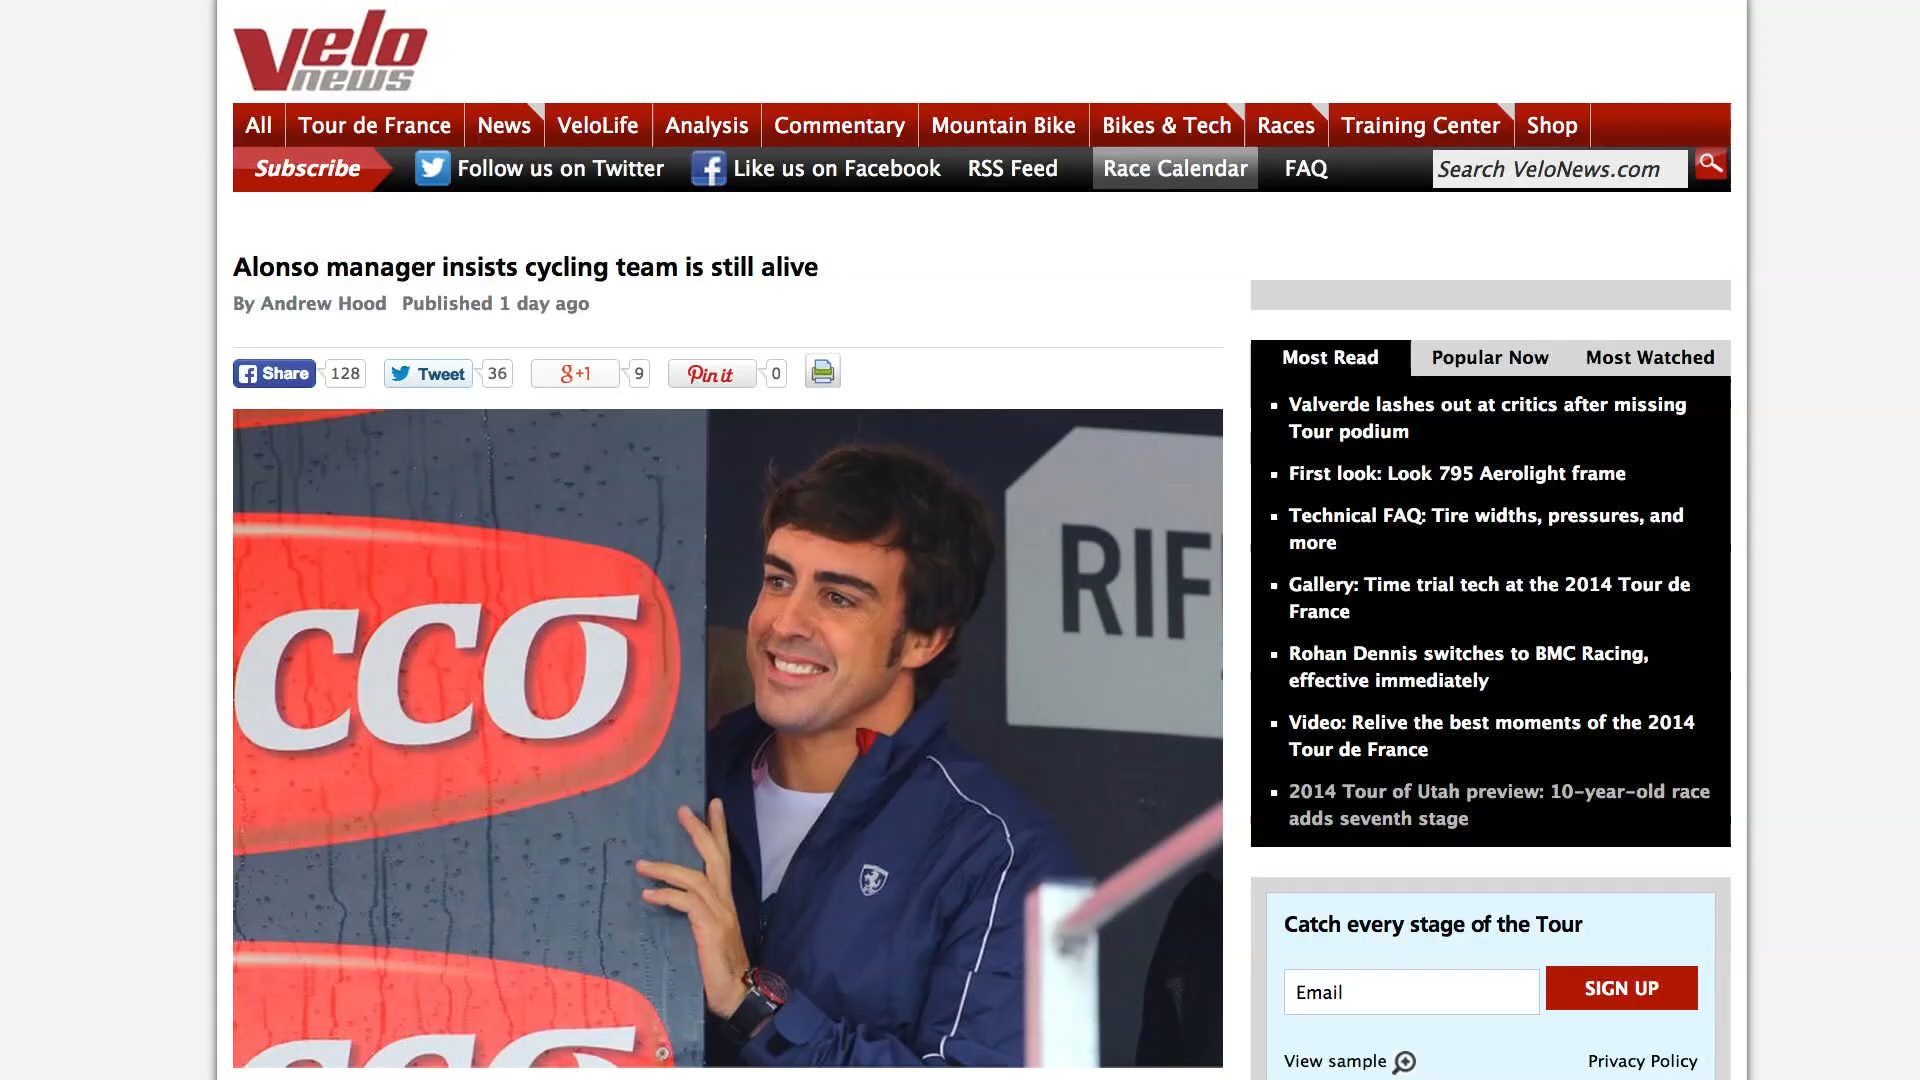 Velo
news
All Tour de France News VeloLife Analysis Commentary Mountain Bike Bikes & Tech Races Training Center Shop
Subscribe Follow us on Twitter Like us on Facebook RSS Feed Race Calendar FAQ Search VeloNews.com
Alonso manager insists cycling team is still alive
By Andrew Hood Published 1 day ago
Share 128 Tweet 36 g+1 9 Pin it 0
cco
RIF
cco
Most Read Popular Now Most Watched
Valverde lashes out at critics after missing
Tour podium
First look: Look 795 Aerolight frame
Technical FAQ: Tire widths, pressures, and
more
Gallery: Time trial tech at the 2014 Tour de
France
Rohan Dennis switches to BMC Racing,
effective immediately
Video: Relive the best moments of the 2014
Tour de France
2014 Tour of Utah preview: 10-year-old race
adds seventh stage
Catch every stage of the Tour
Email SIGN UP
View sample Privacy Policy